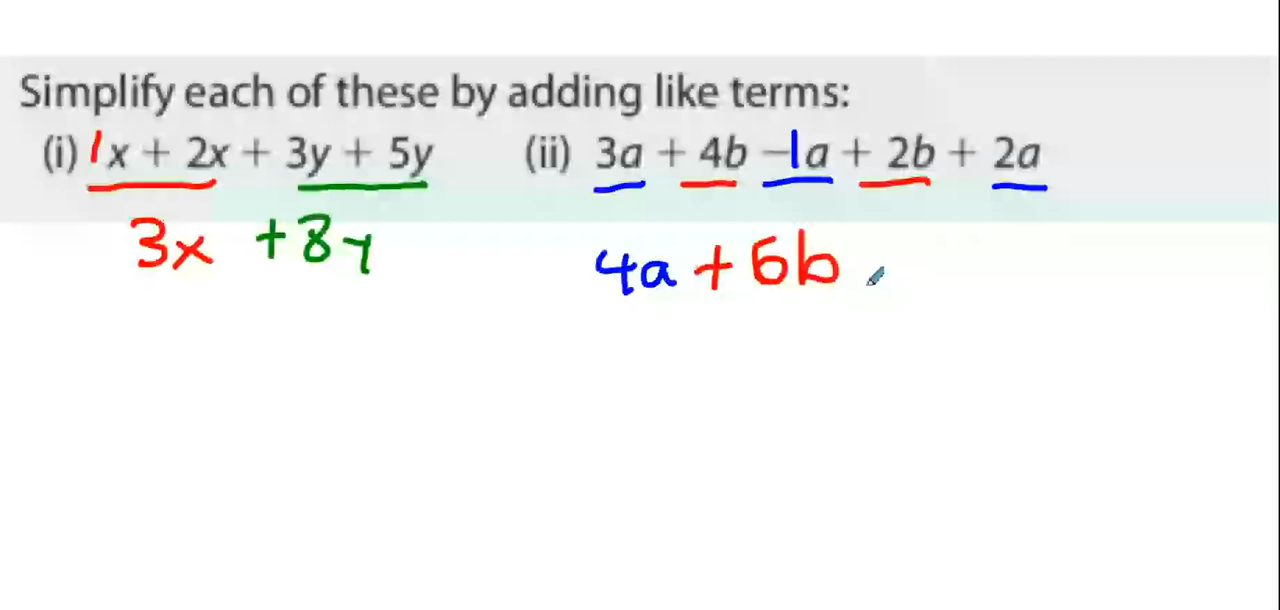 Simplify each of these by adding like terms:
(i) 1x + 2x + 3y + 5y (ii) 3a + 4b -1a + 2b + 2a
3x +8y 4a + 6b